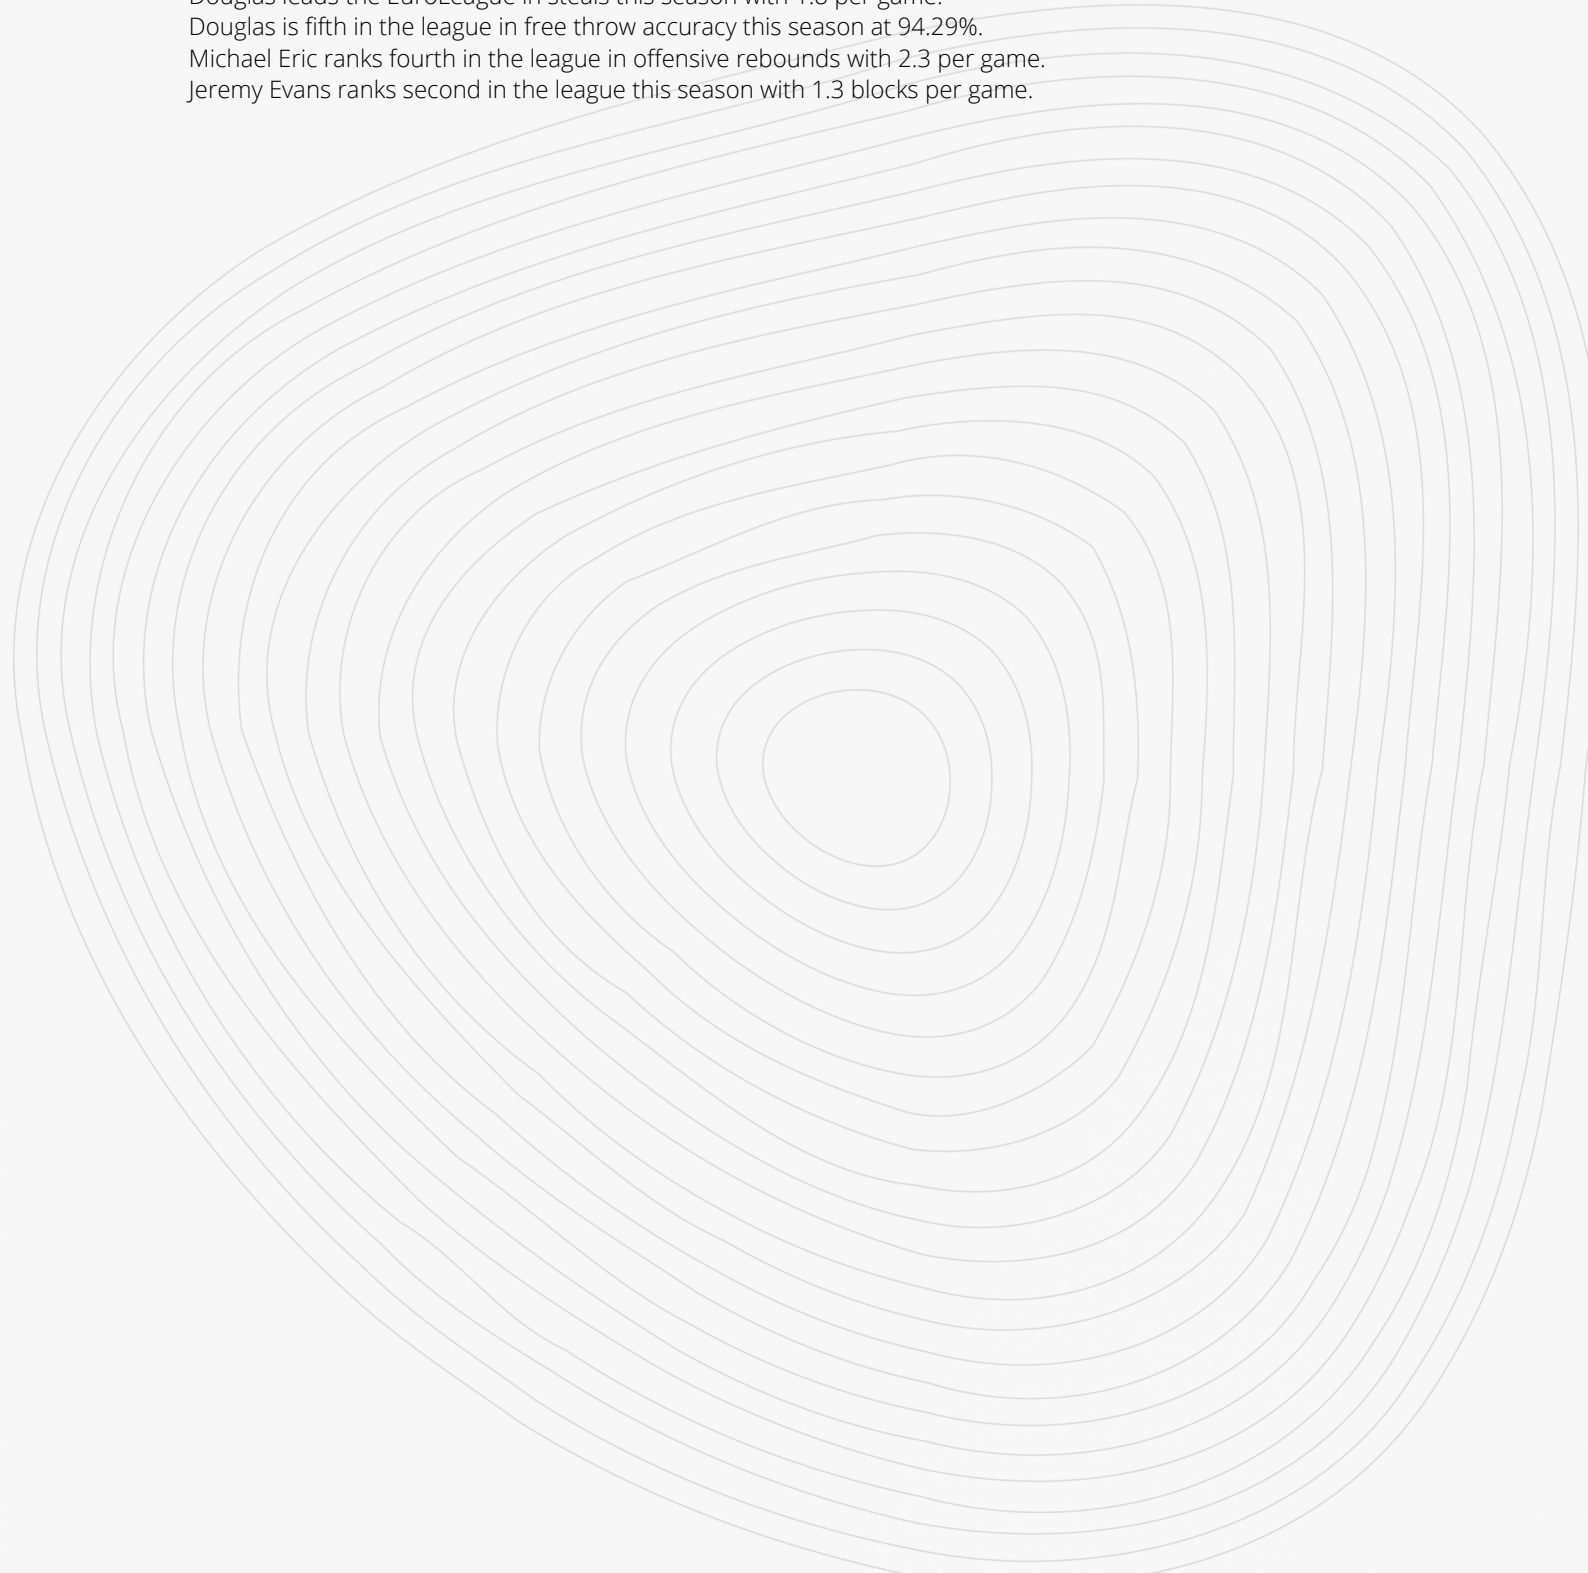 Douglas leads the EuroLeague in steals this season with 1.8 per game.
Douglas is fifth in the league in free throw accuracy this season at 94.29%.
Michael Eric ranks fourth in the league in offensive rebounds with 2.3 per game.
Jeremy Evans ranks second in the league this season with 1.3 blocks per game.